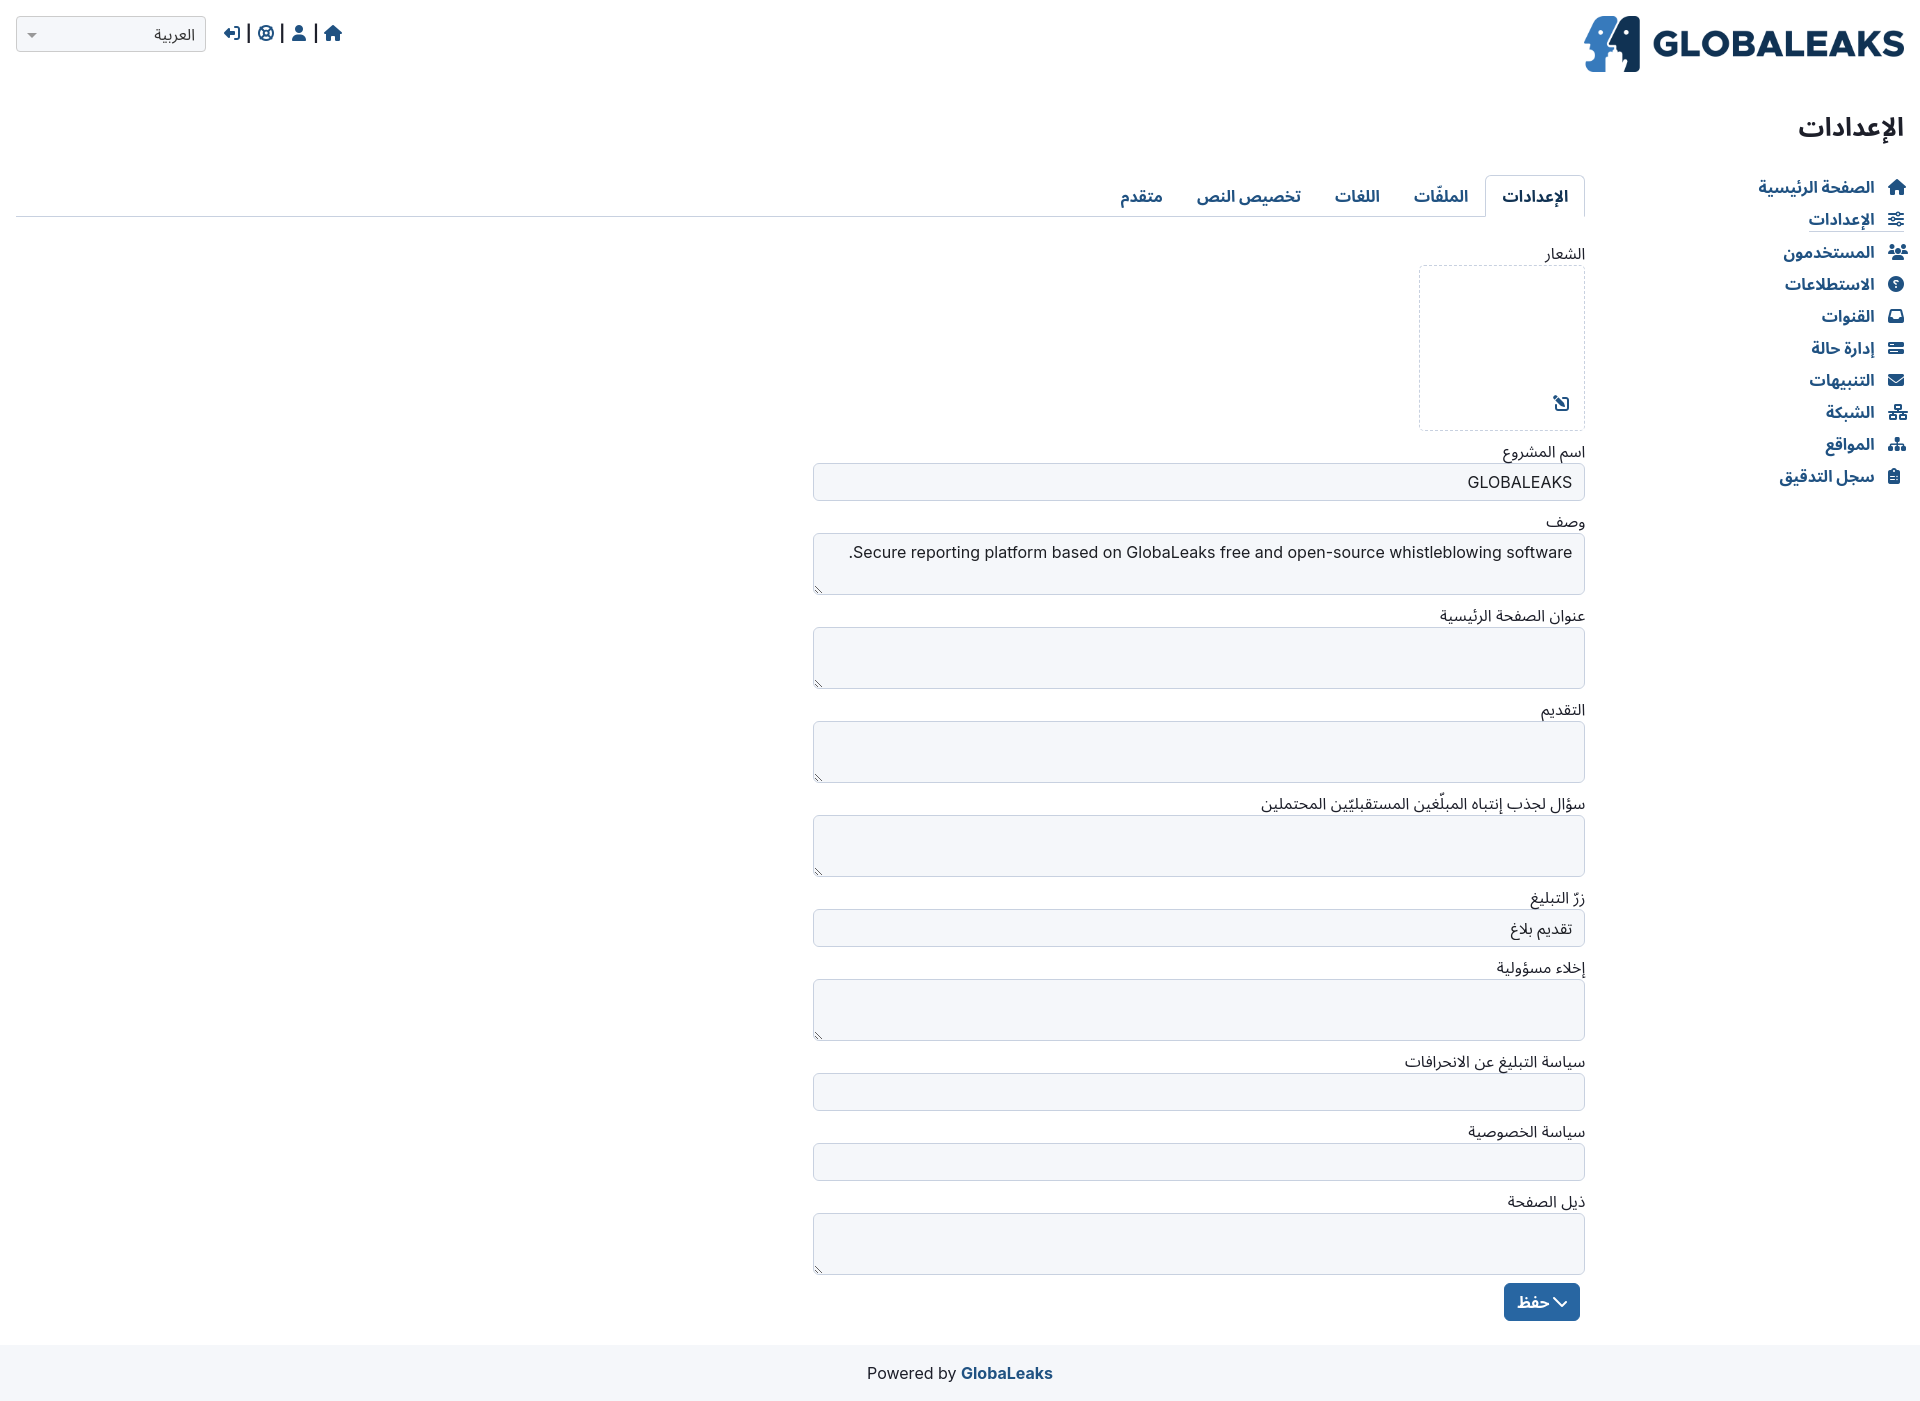 GLOBALEAKS
العربية
الإعدادات
الصفحة الرئيسية
الإعدادات
المستخدمون
الاستطلاعات
القنوات
إدارة حالة
التنبيهات
الشبكة
المواقع
سجل التدقيق
الإعدادات
الملفّات
اللغات
تخصيص النص
متقدم
الشعار
اسم المشروع
GLOBALEAKS
وصف
Secure reporting platform based on GlobaLeaks free and open-source whistleblowing software.
عنوان الصفحة الرئيسية
التقديم
سؤال لجذب إنتباه المبلّغين المستقبليّين المحتملين
زرّ التبليغ
تقديم بلاغ
إخلاء مسؤولية
سياسة التبليغ عن الانحرافات
سياسة الخصوصية
ذيل الصفحة
حفظ
Powered by GlobaLeaks